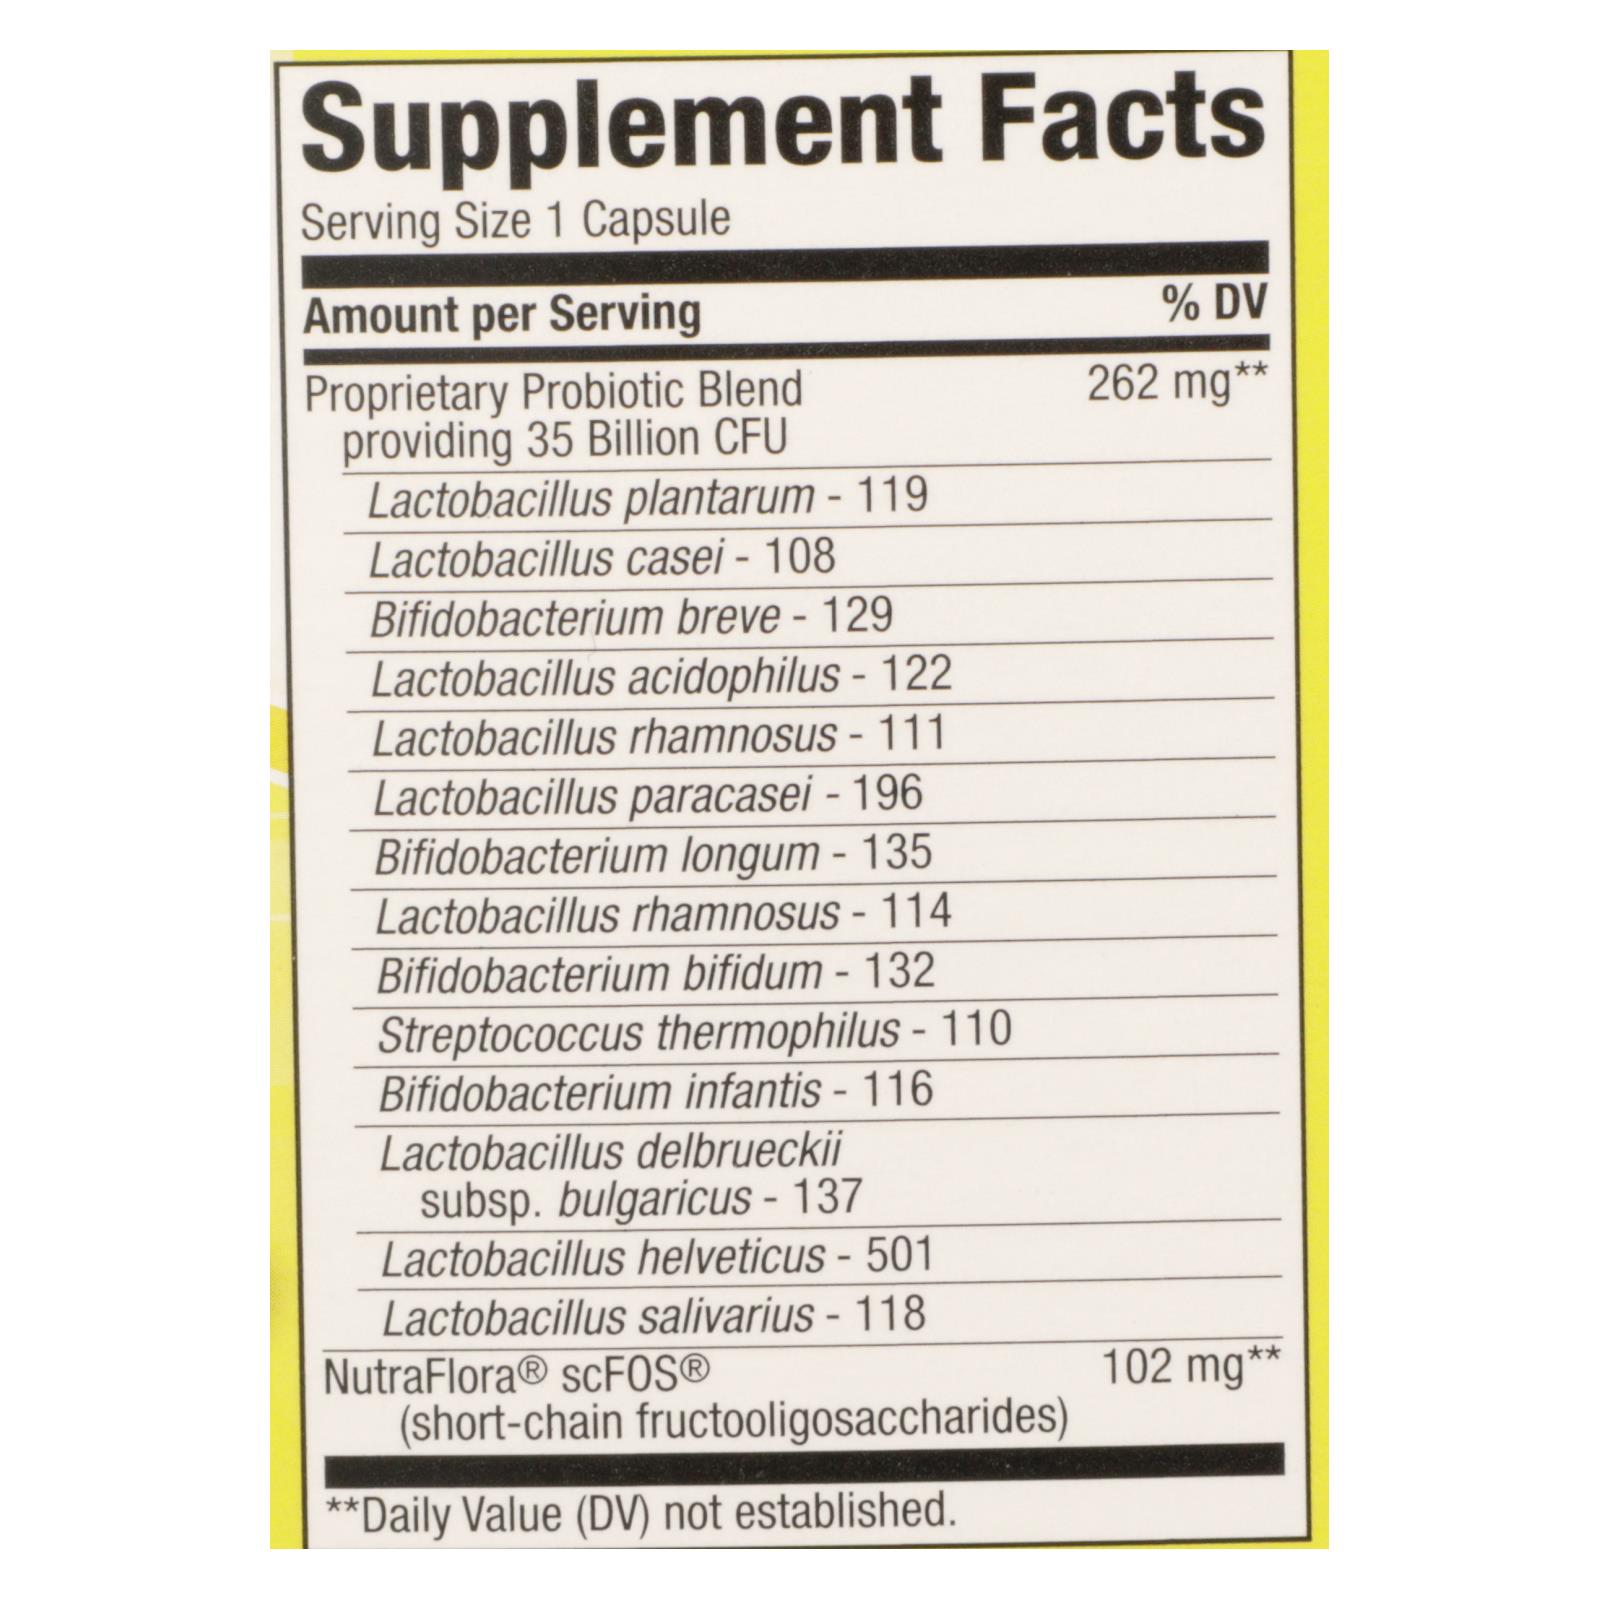 Supplement Facts
Serving Size 1 Capsule
Amount per Serving % DV
Proprietary Probiotic Blend 262 mg**
providing 35 Billion CFU
Lactobacillus plantarum - 119
Lactobacillus casei - 108
Bifidobacterium breve - 129
Lactobacillus acidophilus - 122
Lactobacillus rhamnosus - 111
Lactobacillus paracasei - 196
Bifidobacterium longum - 135
Lactobacillus rhamnosus - 114
Bifidobacterium bifidum - 132
Streptococcus thermophilus - 110
Bifidobacterium infantis - 116
Lactobacillus delbrueckii
subsp. bulgaricus - 137
Lactobacillus helveticus - 501
Lactobacillus salivarius - 118
NutraFlora® scFOS® 102 mg**
(short-chain fructooligosaccharides)
**Daily Value (DV) not established.